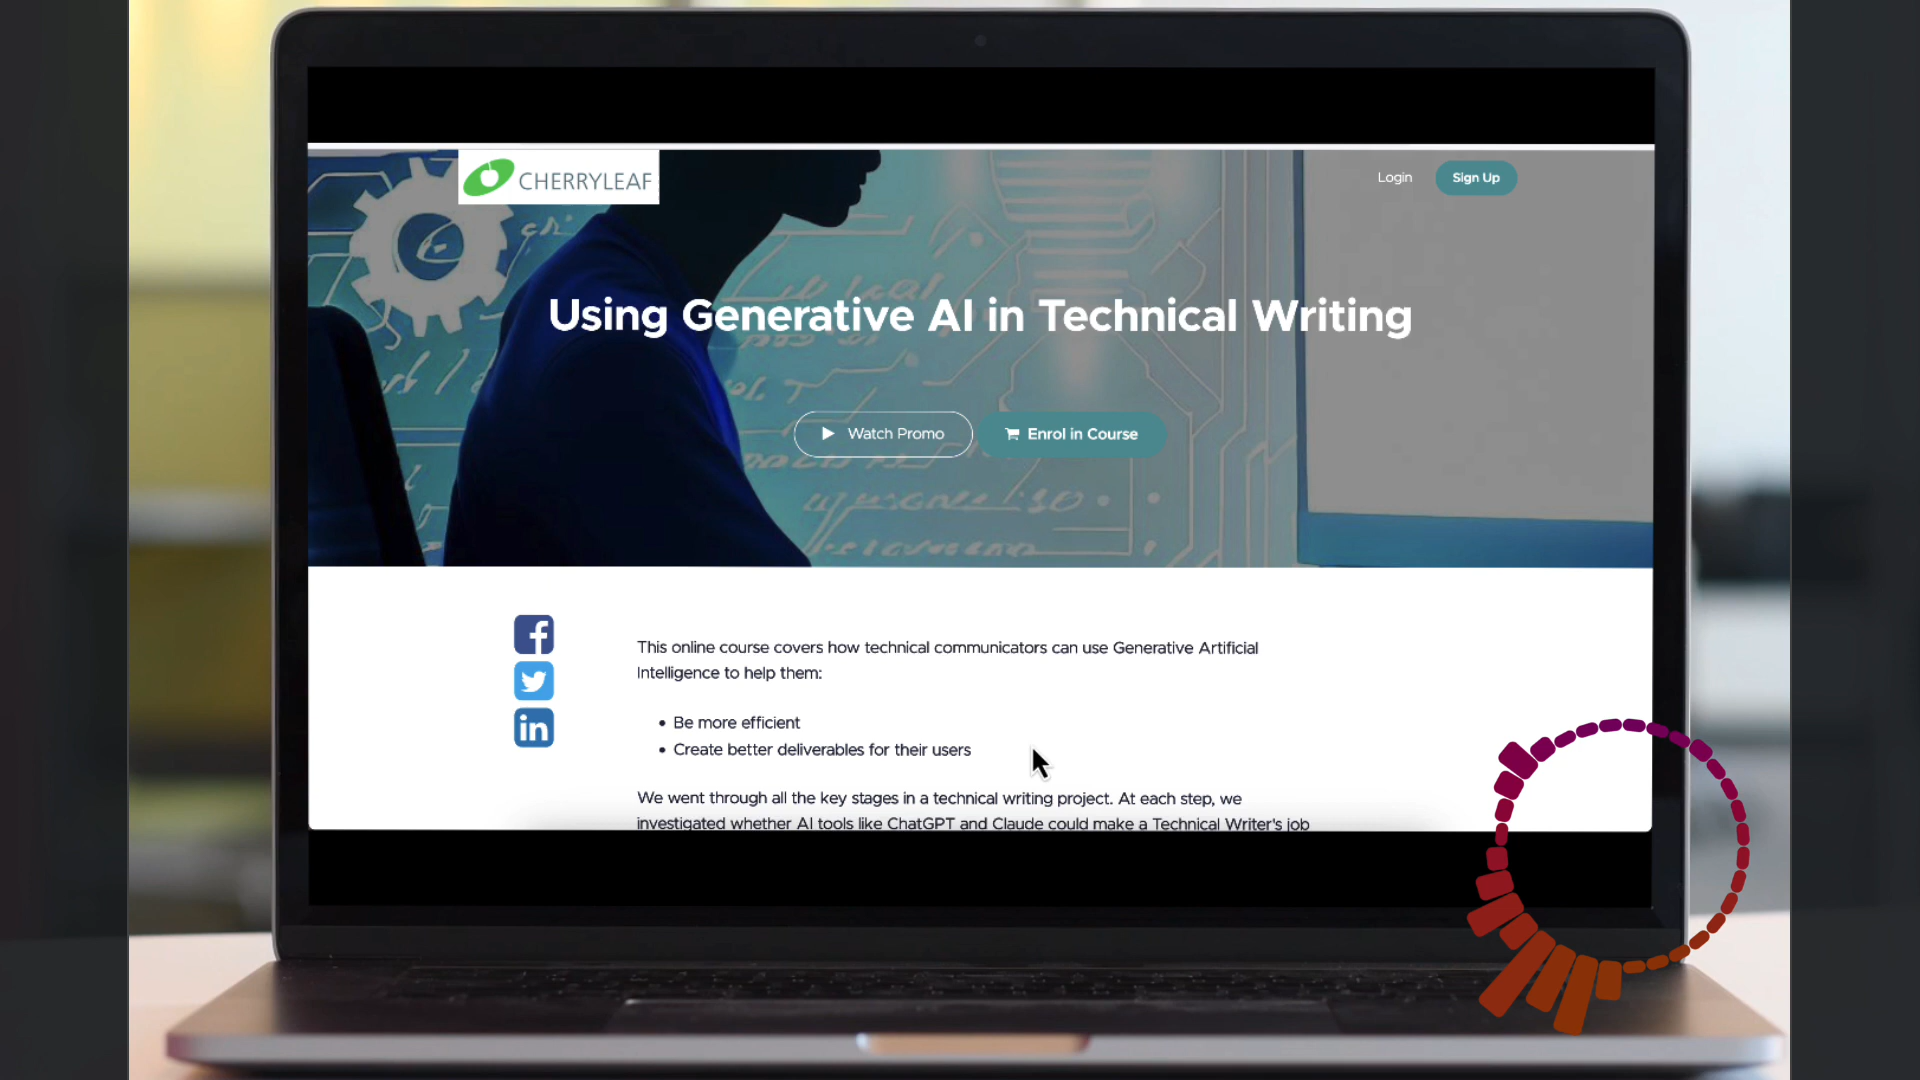 CHERRYLEAF
Login
Sign Up
Using Generative AI in Technical Writing
Watch Promo
Enrol in Course
This online course covers how technical communicators can use Generative Artificial
Intelligence to help them:
• Be more efficient
• Create better deliverables for their users
We went through all the key stages in a technical writing project. At each step, we
investigated whether AI tools like ChatGPT and Claude could make a Technical Writer's job